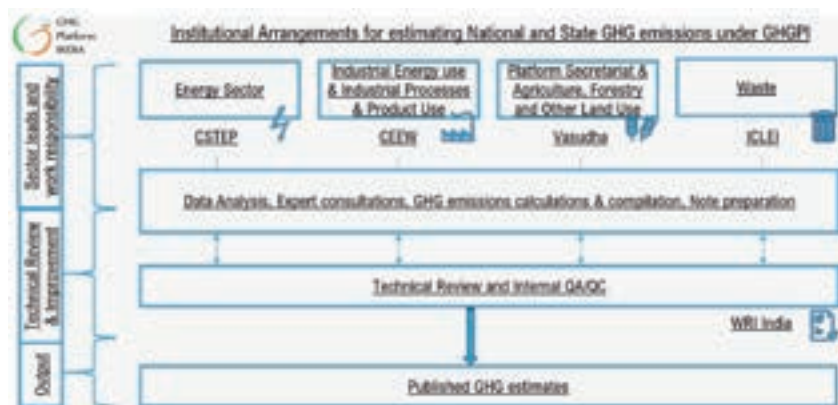 GHG
Platform
INDIA
Institutional Arrangements for estimating National and State GHG emissions under GHGPI
Sector leads and
work responsibility
Energy Sector
Industrial Energy use
& Industrial Processes
& Product Use
Platform Secretariat &
Agriculture, Forestry
and Other Land Use
Waste
CSTEP
CEEW
Vasudha
ICLEI
Data Analysis, Expert consultations, GHG emissions calculations & compilation, Note preparation
Technical Review
& Improvement
Technical Review and Internal QA/QC
WRI India
Output
Published GHG estimates